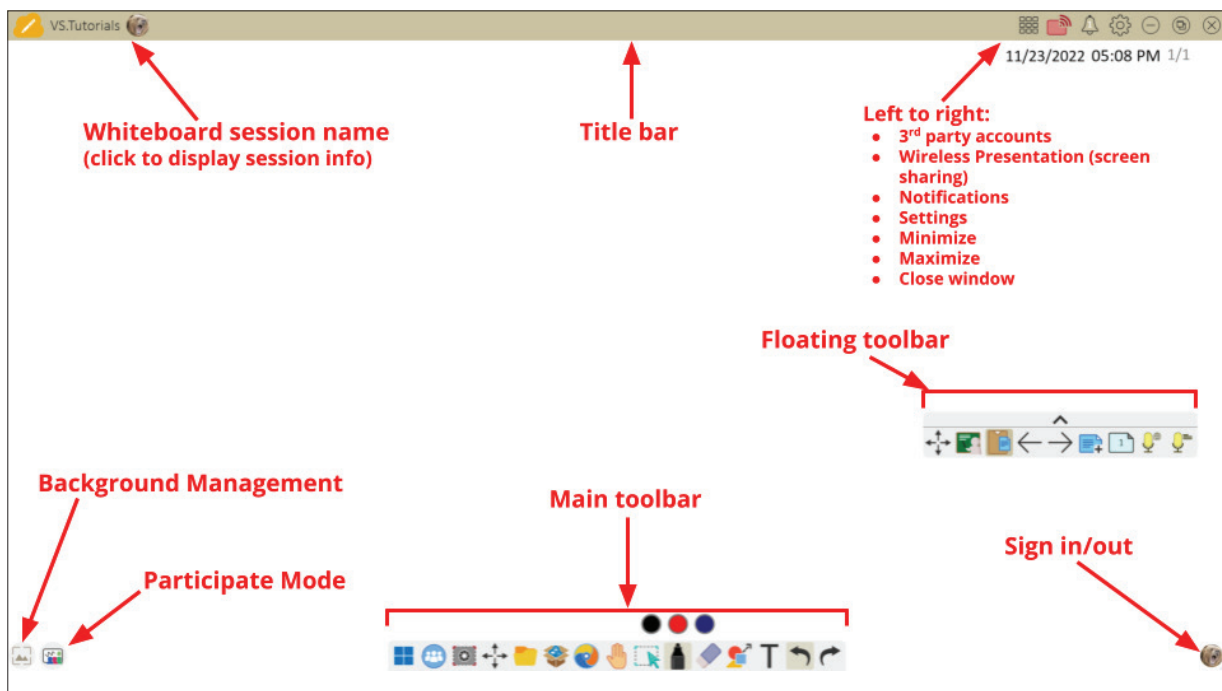 VS.Tutorials
11/23/2022 05:08 PM 1/1
Whiteboard session name
(click to display session info)
Title bar
Left to right:
● 3rd party accounts
● Wireless Presentation (screen
sharing)
● Notifications
● Settings
● Minimize
● Maximize
● Close window
Floating toolbar
1
Background Management
Main toolbar
Sign in/out
Participate Mode
T